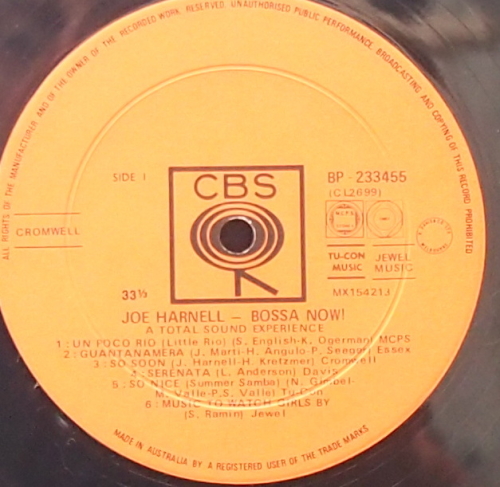 ALL RIGHTS OF THE MANUFACTURER AND OF THE OWNER OF THE RECORDED WORK RESERVED. UNAUTHORISED PUBLIC PERFORMANCE, BROADCASTING AND COPYING OF THIS RECORD PROHIBITED
SIDE 1
CBS
BP - 233455
(CL2699)
MCPS
CROMWELL
TU-CON
MUSIC
JEWEL
MUSIC
33⅓
MX154213
JOE HARNELL – BOSSA NOW!
A TOTAL SOUND EXPERIENCE
1: UN POCO RIO (Little Rio) (S. English-K. Ogerman) MCPS
2: GUANTANAMERA (J. Marti-H. Angulo-P. Seeger) Essex
3: SO SOON (J. Harnell-H. Kretzmer) Cromwell
4: SERENATA (L. Anderson) Davis
5: SO NICE (Summer Samba) (N. Gimbel-
M. Valle-P.S. Valle) Tu-Con
6: MUSIC TO WATCH GIRLS BY
(S. Ramin) Jewel
MADE IN AUSTRALIA BY A REGISTERED USER OF THE TRADE MARKS